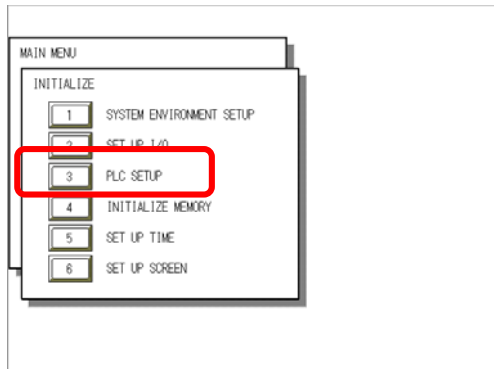 MAIN MENU
INITIALIZE
1 SYSTEM ENVIRONMENT SETUP
2 SET UP I/O
3 PLC SETUP
4 INITIALIZE MEMORY
5 SET UP TIME
6 SET UP SCREEN